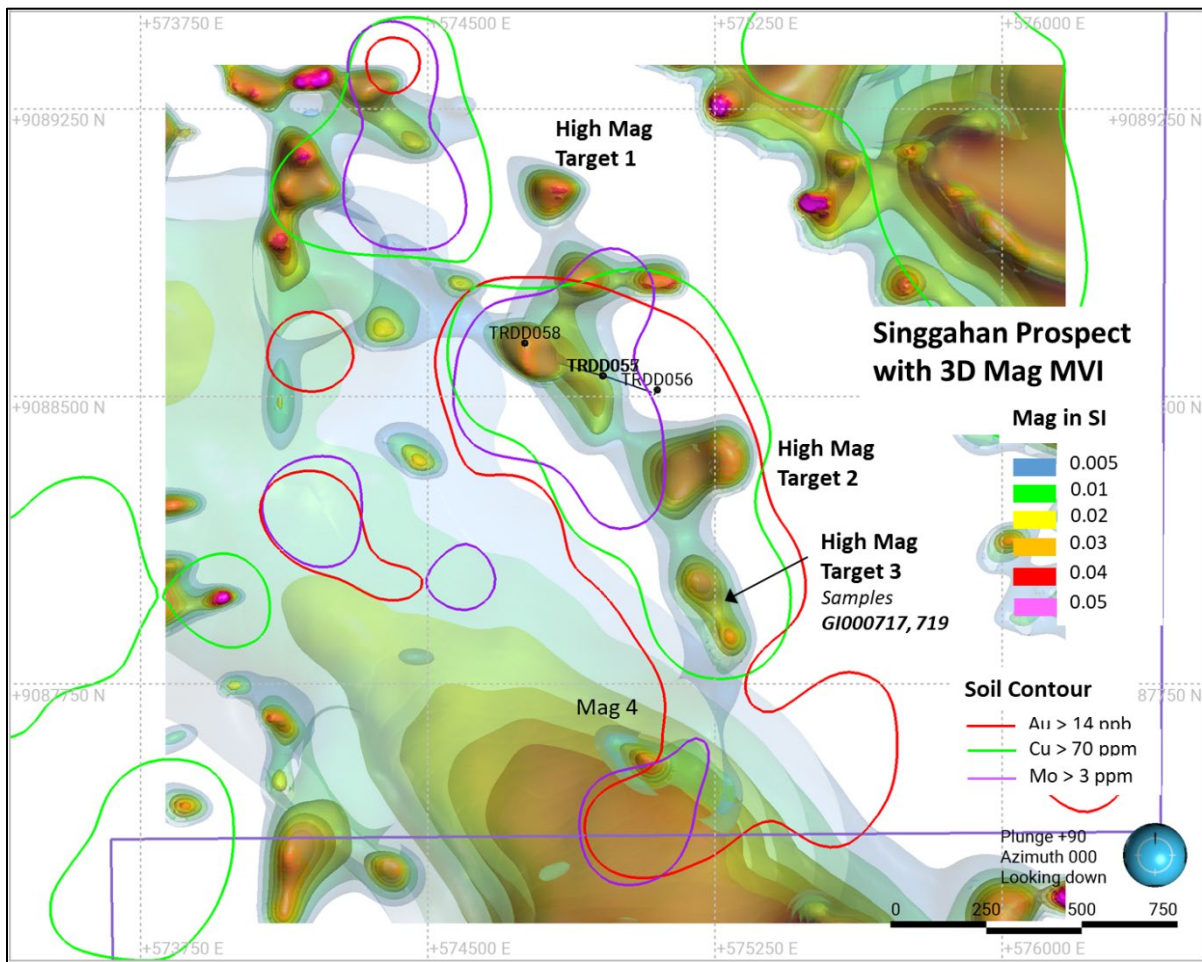 +573750 E
+574500 E
+575250 E
+576000 E
+9089250 N
+9089250 N
High Mag
Target 1
TRDD058
TRDD056
Singgahan Prospect
with 3D Mag MVI
+9088500 N
00 N
Mag in SI
0.005
0.01
0.02
0.03
0.04
0.05
High Mag
Target 2
High Mag
Target 3
Samples
GI000717, 719
+9087750 N
87750 N
Mag 4
Soil Contour
Au > 14 ppb
Cu > 70 ppm
Mo > 3 ppm
Plunge +90
Azimuth 000
Looking down
0
250
500
750
+573750 E
+574500 E
+575250 E
+576000 E